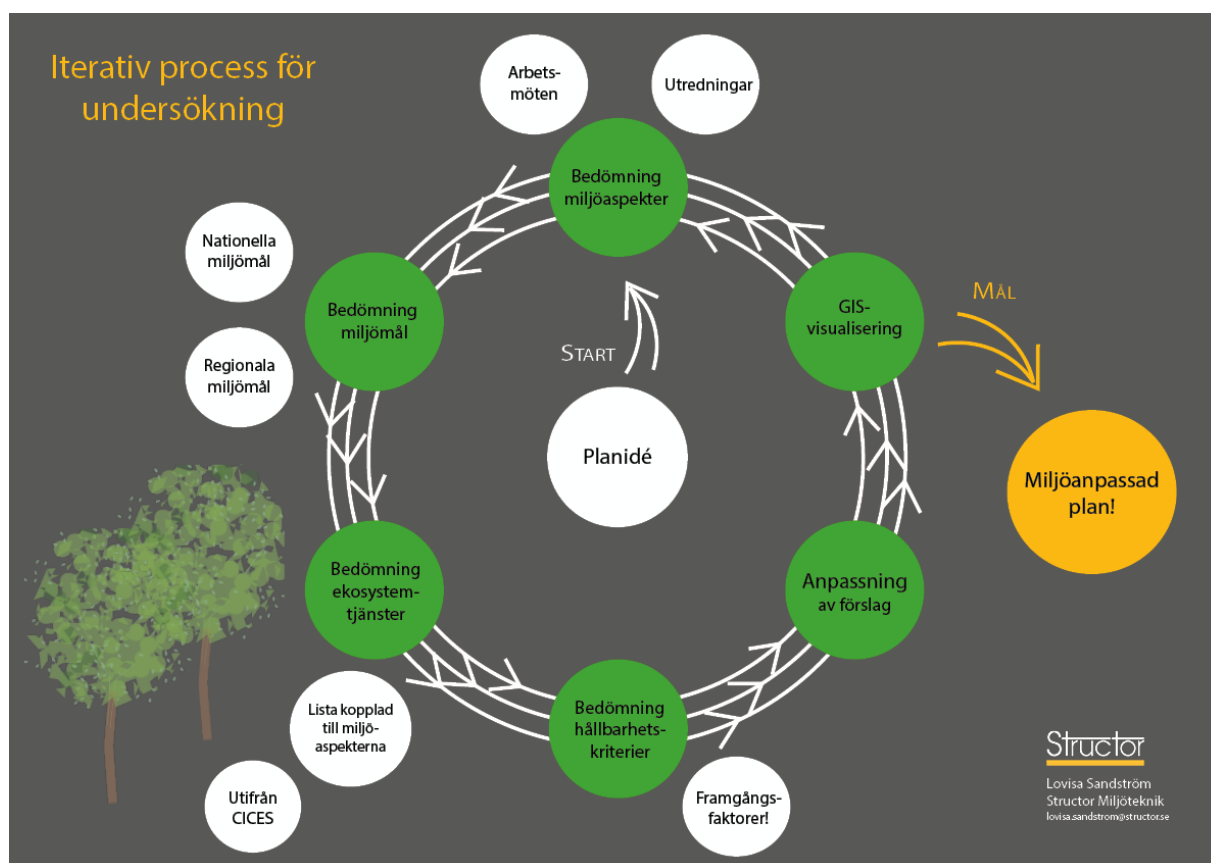 Iterativ process för
undersökning
Arbets-
möten
Utredningar
Bedömning
miljöaspekter
Nationella
miljömål
Regionala
miljömål
Bedömning
miljömål
GIS-
visualisering
MÅL
START
Planidé
Miljöanpassad
plan!
Bedömning
ekosystem-
tjänster
Anpassning
av förslag
Lista kopplad
till miljö-
aspekterna
Utifrån
CICES
Bedömning
hållbarhets-
kriterier
Framgångs-
faktorer!
Structor
Lovisa Sandström
Structor Miljöteknik
lovisa.sandstrom@structor.se